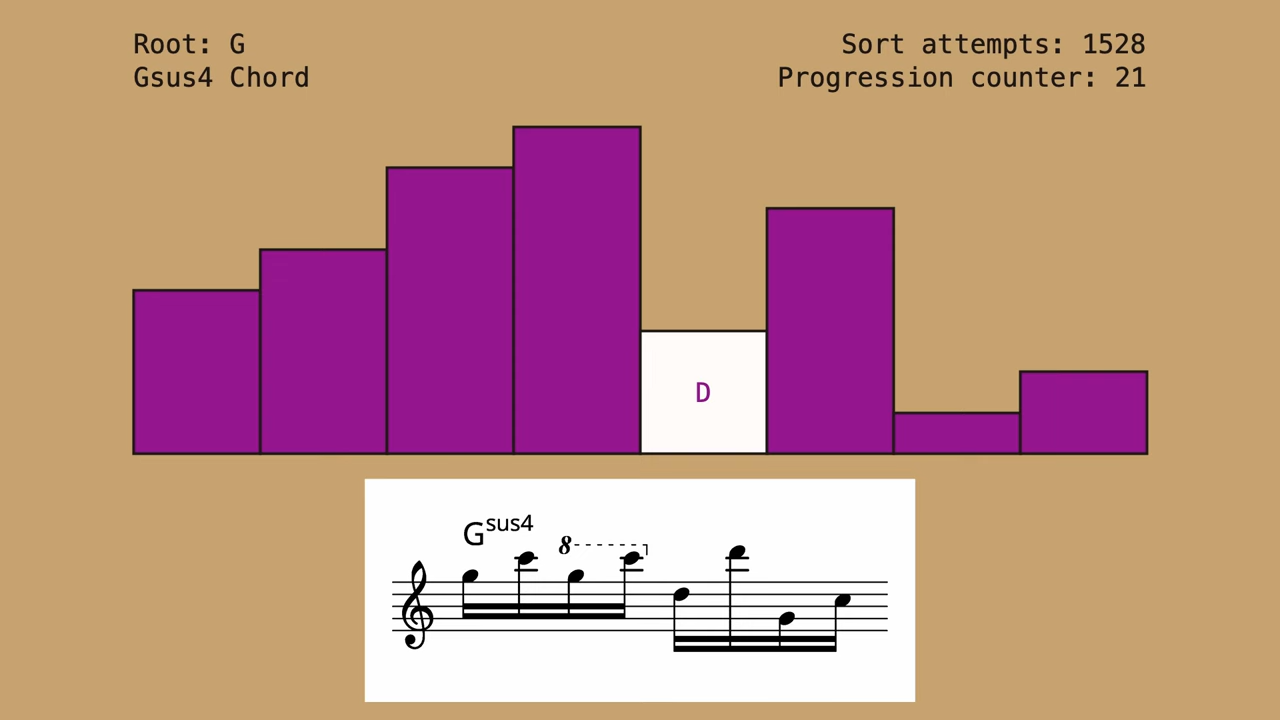 Root: G
Gsus4 Chord
Sort attempts: 1528
Progression counter: 21
D
Gsus4
8